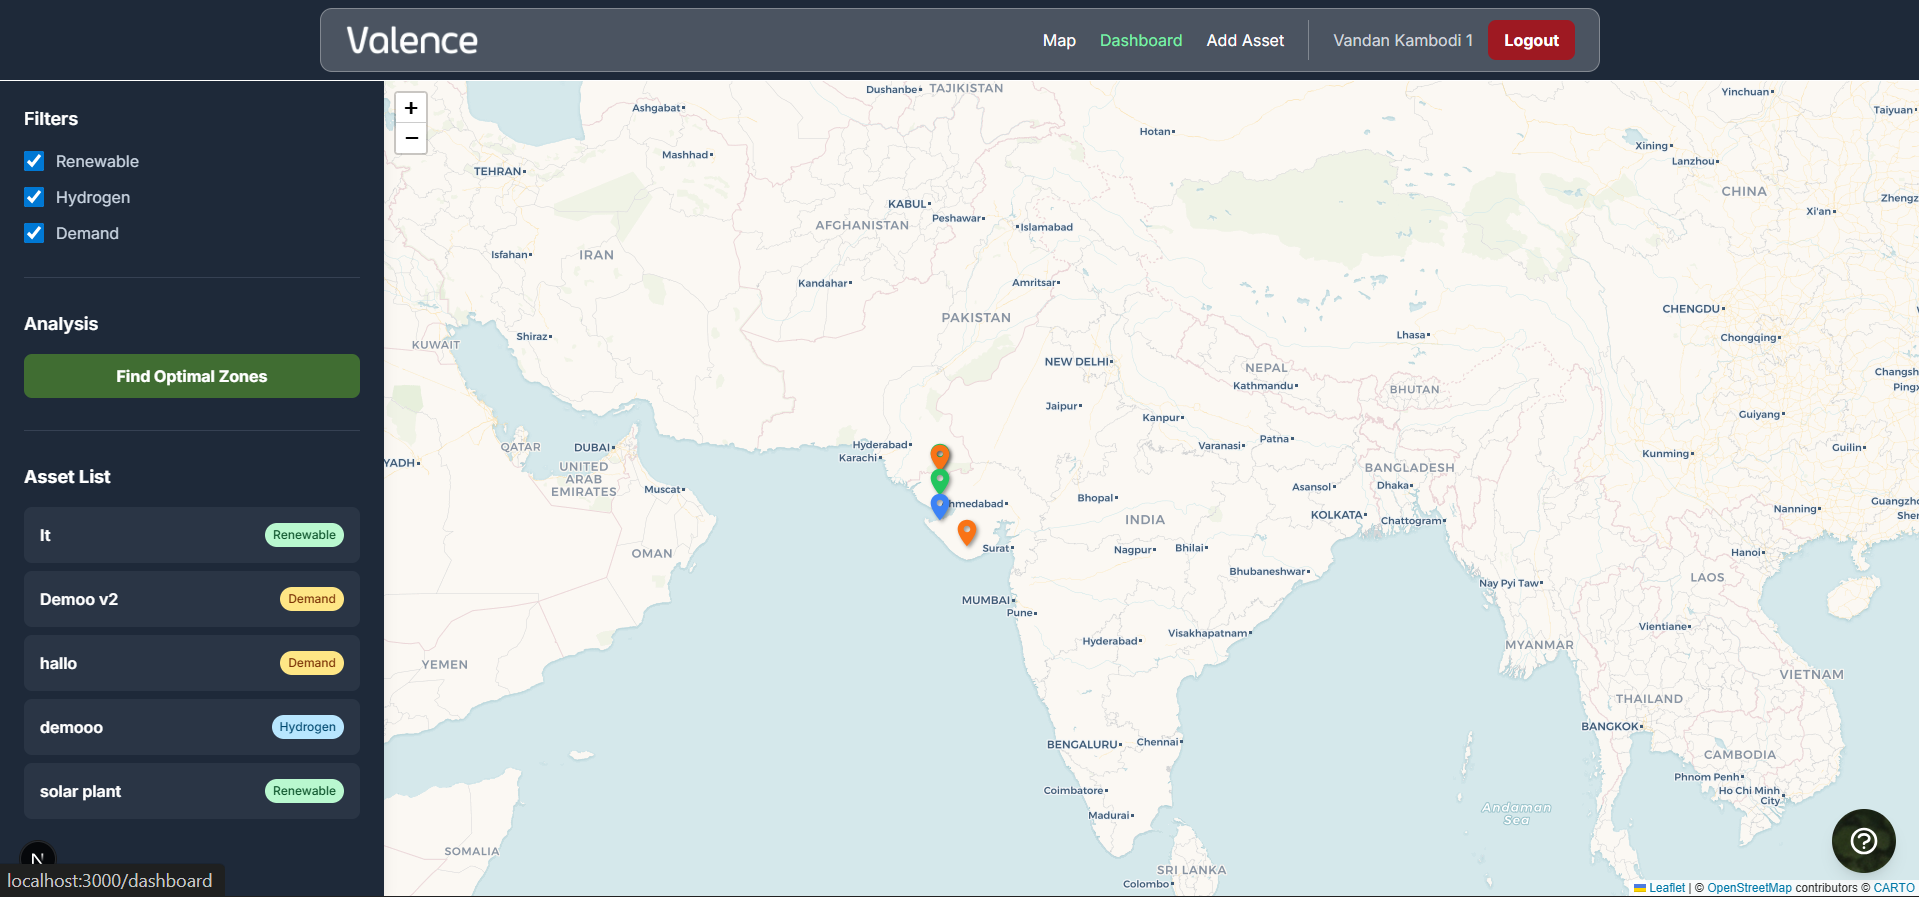 Valence
Map
Dashboard
Add Asset
Vandan Kambodi 1
Logout
Filters
Renewable
Hydrogen
Demand
Analysis
Find Optimal Zones
Asset List
It Renewable
Demoo v2 Demand
hallo Demand
demooo Hydrogen
solar plant Renewable
N
localhost:3000/dashboard
+
−
Dushanbe
TAJIKISTAN
Yinchuan
Ashgabat
Taiyuan
Hotan
Xining
Mashhad
Lanzhou
TEHRAN
CHINA
KABUL
Zhengz
Peshawar
Xi'an
AFGHANISTAN
Islamabad
Isfahan
IRAN
Kandahar
Amritsar
CHENGDU
PAKISTAN
Shiraz
Lhasa
Chongqing
KUWAIT
NEW DELHI
NEPAL
Changsh
Kathmandu
BHUTAN
Pingx
Jaipur
Kanpur
Guiyang
Patna
Hyderabad
QATAR
DUBAI
Varanasi
Guilin
Karachi
Kunming
YADH
UNITED
ARAB
EMIRATES
BANGLADESH
Dhaka
Muscat
Asansol
Bhopal
hmedabad
Guangzho
Nanning
KOLKATA
Shen
INDIA
Chattogram
OMAN
Surat
Nagpur
Bhilai
Hanoi
Bhubaneshwar
LAOS
Nay Pyi Taw
MUMBAI
Pune
Vientiane
Hyderabad
Visakhapatnam
MYANMAR
YEMEN
VIETNAM
THAILAND
BANGKOK
BENGALURU
Chennai
CAMBODIA
Phnom Penh
Coimbatore
Ho Chi Minh
City
Andaman
Sea
Madurai
SOMALIA
SRI LANKA
Colombo
?
Leaflet | © OpenStreetMap contributors © CARTO